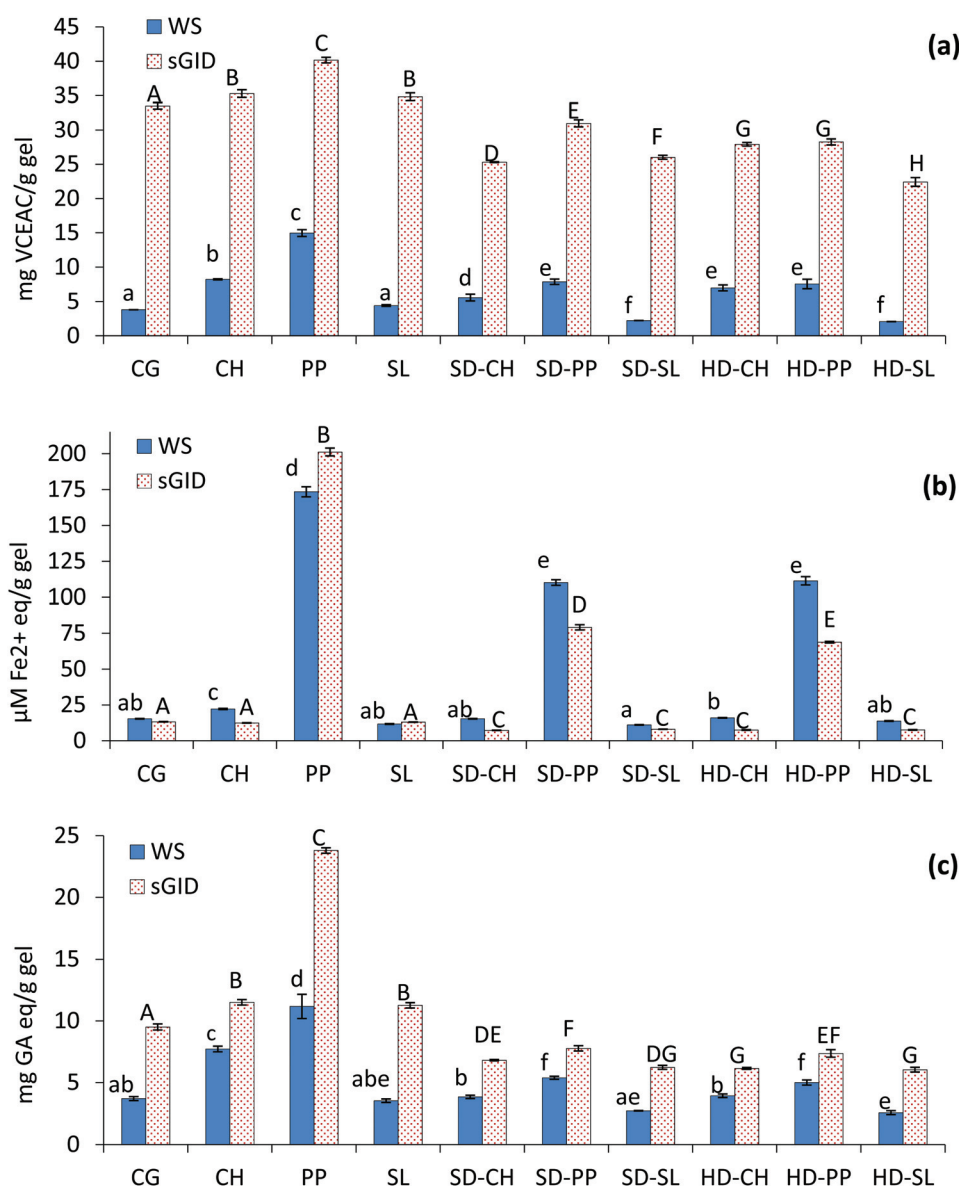 45
40
35
30
25
20
15
10
5
0
mg VCEAC/g gel
WS
sGID
(a)
a A b B c C a B d D e E f F e G e G f H
CG CH PP SL SD-CH SD-PP SD-SL HD-CH HD-PP HD-SL
200
175
150
125
100
75
50
25
0
µM Fe2+ eq/g gel
WS
sGID
(b)
ab A c A d B ab A ab C e D a C b C e E ab C
CG CH PP SL SD-CH SD-PP SD-SL HD-CH HD-PP HD-SL
25
20
15
10
5
0
mg GA eq/g gel
WS
sGID
(c)
ab A c B d C abe B b DE f F ae DG b G f EF e G
CG CH PP SL SD-CH SD-PP SD-SL HD-CH HD-PP HD-SL